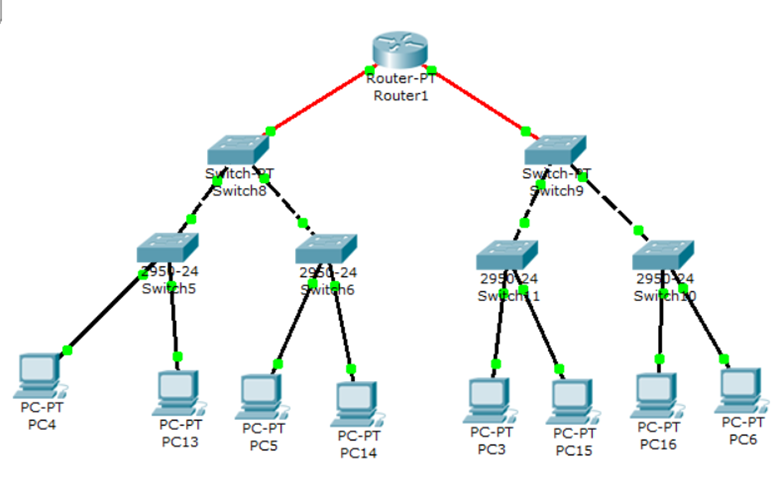 Router-PT
Router1
Switch-PT
Switch8
Switch-PT
Switch9
2950-24
Switch5
2950-24
Switch6
2950-24
Switch11
2950-24
Switch10
PC-PT
PC4
PC-PT
PC13
PC-PT
PC5
PC-PT
PC14
PC-PT
PC3
PC-PT
PC15
PC-PT
PC16
PC-PT
PC6